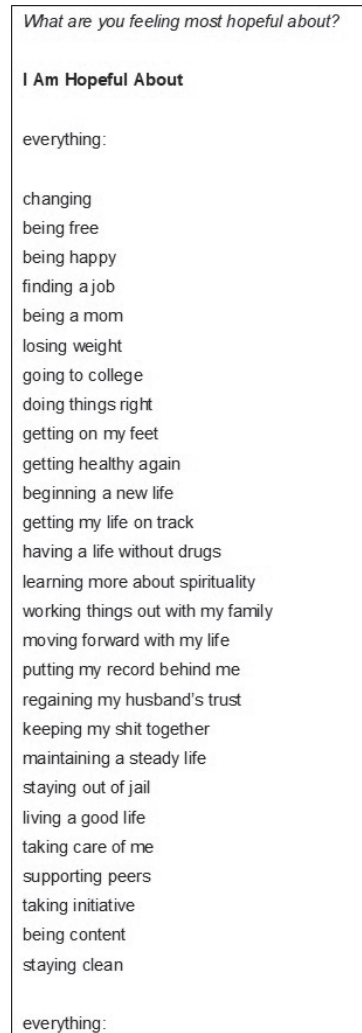 What are you feeling most hopeful about?
I Am Hopeful About
everything:
changing
being free
being happy
finding a job
being a mom
losing weight
going to college
doing things right
getting on my feet
getting healthy again
beginning a new life
getting my life on track
having a life without drugs
learning more about spirituality
working things out with my family
moving forward with my life
putting my record behind me
regaining my husband's trust
keeping my shit together
maintaining a steady life
staying out of jail
living a good life
taking care of me
supporting peers
taking initiative
being content
staying clean
everything: